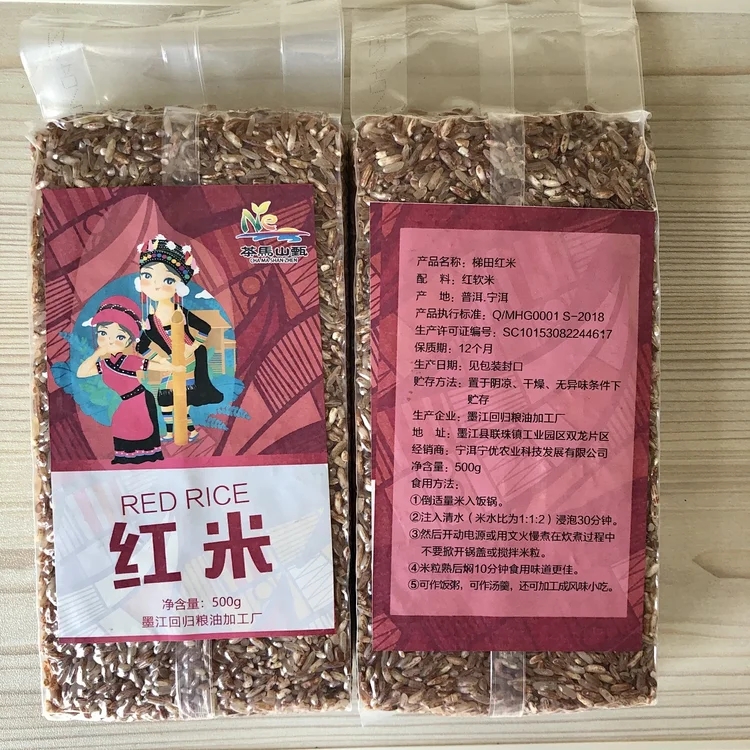 茶马山甄
CHA MA SHAN ZHEN
RED RICE
红米
净含量：500g
墨江回归粮油加工厂
产品名称：梯田红米
配 料：红软米
产 地：普洱.宁洱
产品执行标准：Q/MHG0001 S-2018
生产许可证编号：SC10153082244617
保质期：12个月
生产日期：见包装封口
贮存方法：置于阴凉、干燥、无异味条件下
贮存
生产企业：墨江回归粮油加工厂
地 址：墨江县联珠镇工业园区双龙片区
经销商：宁洱宁优农业科技发展有限公司
净含量：500g
食用方法：
①倒适量米入饭锅。
②注入清水（米水比为1:1:2）浸泡30分钟。
③然后开动电源或用文火慢煮在炊煮过程中
不要掀开锅盖或搅拌米粒。
④米粒熟后焖10分钟食用味道更佳。
⑤可作饭粥，可作汤羹，还可加工成风味小吃。